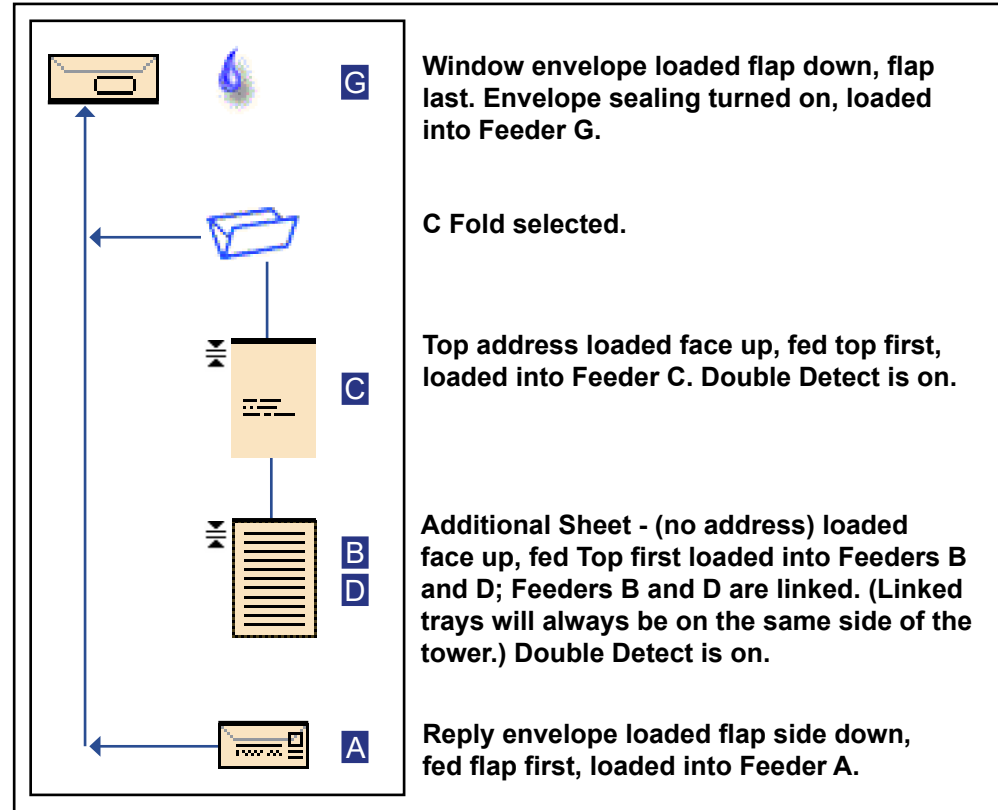 G
Window envelope loaded flap down, flap
last. Envelope sealing turned on, loaded
into Feeder G.
C Fold selected.
C
Top address loaded face up, fed top first,
loaded into Feeder C. Double Detect is on.
B
D
Additional Sheet - (no address) loaded
face up, fed Top first loaded into Feeders B
and D; Feeders B and D are linked. (Linked
trays will always be on the same side of the
tower.) Double Detect is on.
A
Reply envelope loaded flap side down,
fed flap first, loaded into Feeder A.